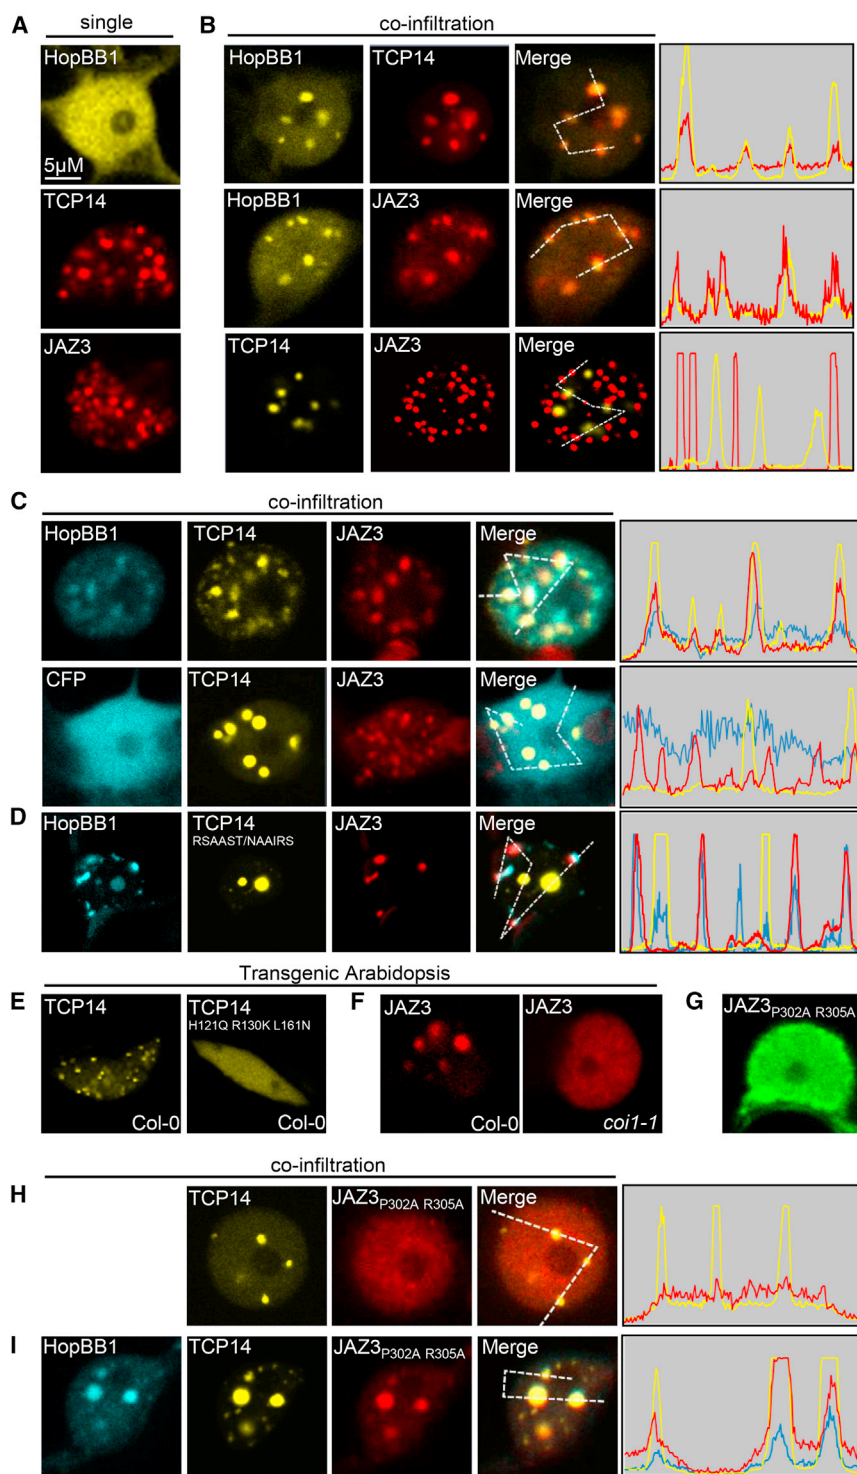 A
single
HopBB1
5µM
TCP14
JAZ3
B
co-infiltration
HopBB1 TCP14 Merge
HopBB1 JAZ3 Merge
TCP14 JAZ3 Merge
C
co-infiltration
HopBB1 TCP14 JAZ3 Merge
CFP TCP14 JAZ3 Merge
D
HopBB1 TCP14 JAZ3 Merge
RSAAST/NAAIRS
Transgenic Arabidopsis
E
TCP14 TCP14
H121Q R130K L161N
Col-0 Col-0
F
JAZ3 JAZ3
Col-0 coi1-1
G
JAZ3P302A R305A
co-infiltration
H
TCP14 JAZ3P302A R305A Merge
I
HopBB1 TCP14 JAZ3P302A R305A Merge